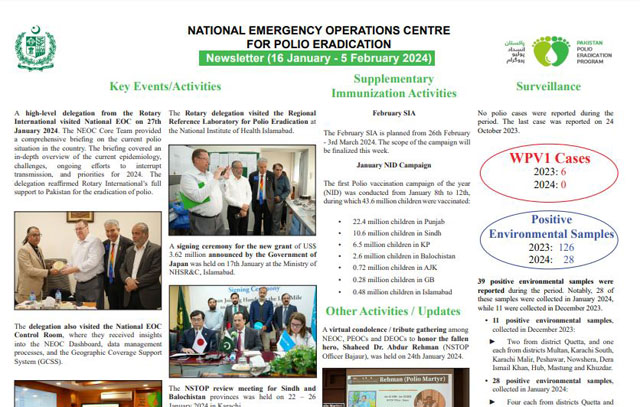 NATIONAL EMERGENCY OPERATIONS CENTRE
FOR POLIO ERADICATION
Newsletter (16 January - 5 February 2024)
پاکستان
انسداد
پولیو
پروگرام
PAKISTAN
POLIO
ERADICATION
PROGRAM
Key Events/Activities
A high-level delegation from the Rotary
International visited National EOC on 27th
January 2024. The NEOC Core Team provided
a comprehensive briefing on the current polio
situation in the country. The briefing covered an
in-depth overview of the current epidemiology,
challenges, ongoing efforts to interrupt
transmission, and priorities for 2024. The
delegation reaffirmed Rotary International's full
support to Pakistan for the eradication of polio.
The delegation also visited the National EOC
Control Room, where they received insights
into the NEOC Dashboard, data management
processes, and the Geographic Coverage Support
System (GCSS).
The Rotary delegation visited the Regional
Reference Laboratory for Polio Eradication at
the National Institute of Health Islamabad.
A signing ceremony for the new grant of US$
3.62 million announced by the Government of
Japan was held on 17th January at the Ministry of
NHSR&C, Islamabad.
Signing Ceremony
The NSTOP review meeting for Sindh and
Balochistan provinces was held on 22 – 26
January 2024 in Karachi
Supplementary
Immunization Activities
February SIA
The February SIA is planned from 26th February
- 3rd March 2024. The scope of the campaign will
be finalized this week.
January NID Campaign
The first Polio vaccination campaign of the year
(NID) was conducted from January 8th to 12th,
during which 43.6 million children were vaccinated:
• 22.4 million children in Punjab
• 10.6 million children in Sindh
• 6.5 million children in KP
• 2.6 million children in Balochistan
• 0.72 million children in AJK
• 0.28 million children in GB
• 0.48 million children in Islamabad
Other Activities / Updates
A virtual condolence / tribute gathering among
NEOC, PEOCs and DEOCs to honor the fallen
hero, Shaheed Dr. Abdur Rehman (NSTOP
Officer Bajaur), was held on 24th January 2024.
Rehman (Polio Martyr)
Surveillance
No polio cases were reported during the
period. The last case was reported on 24
October 2023.
WPV1 Cases
2023: 6
2024: 0
Positive
Environmental Samples
2023: 126
2024: 28
39 positive environmental samples were
reported during the period. Notably, 28 of
these samples were collected in January 2024,
while 11 were collected in December 2023.
• 11 positive environmental samples,
collected in December 2023:
➢ Two from district Quetta, and one
each from districts Multan, Karachi South,
Karachi Malir, Peshawar, Nowshera, Dera
Ismail Khan, Hub, Mastung and Khuzdar.
• 28 positive environmental samples,
collected in January 2024:
➢ Four each from districts Quetta and